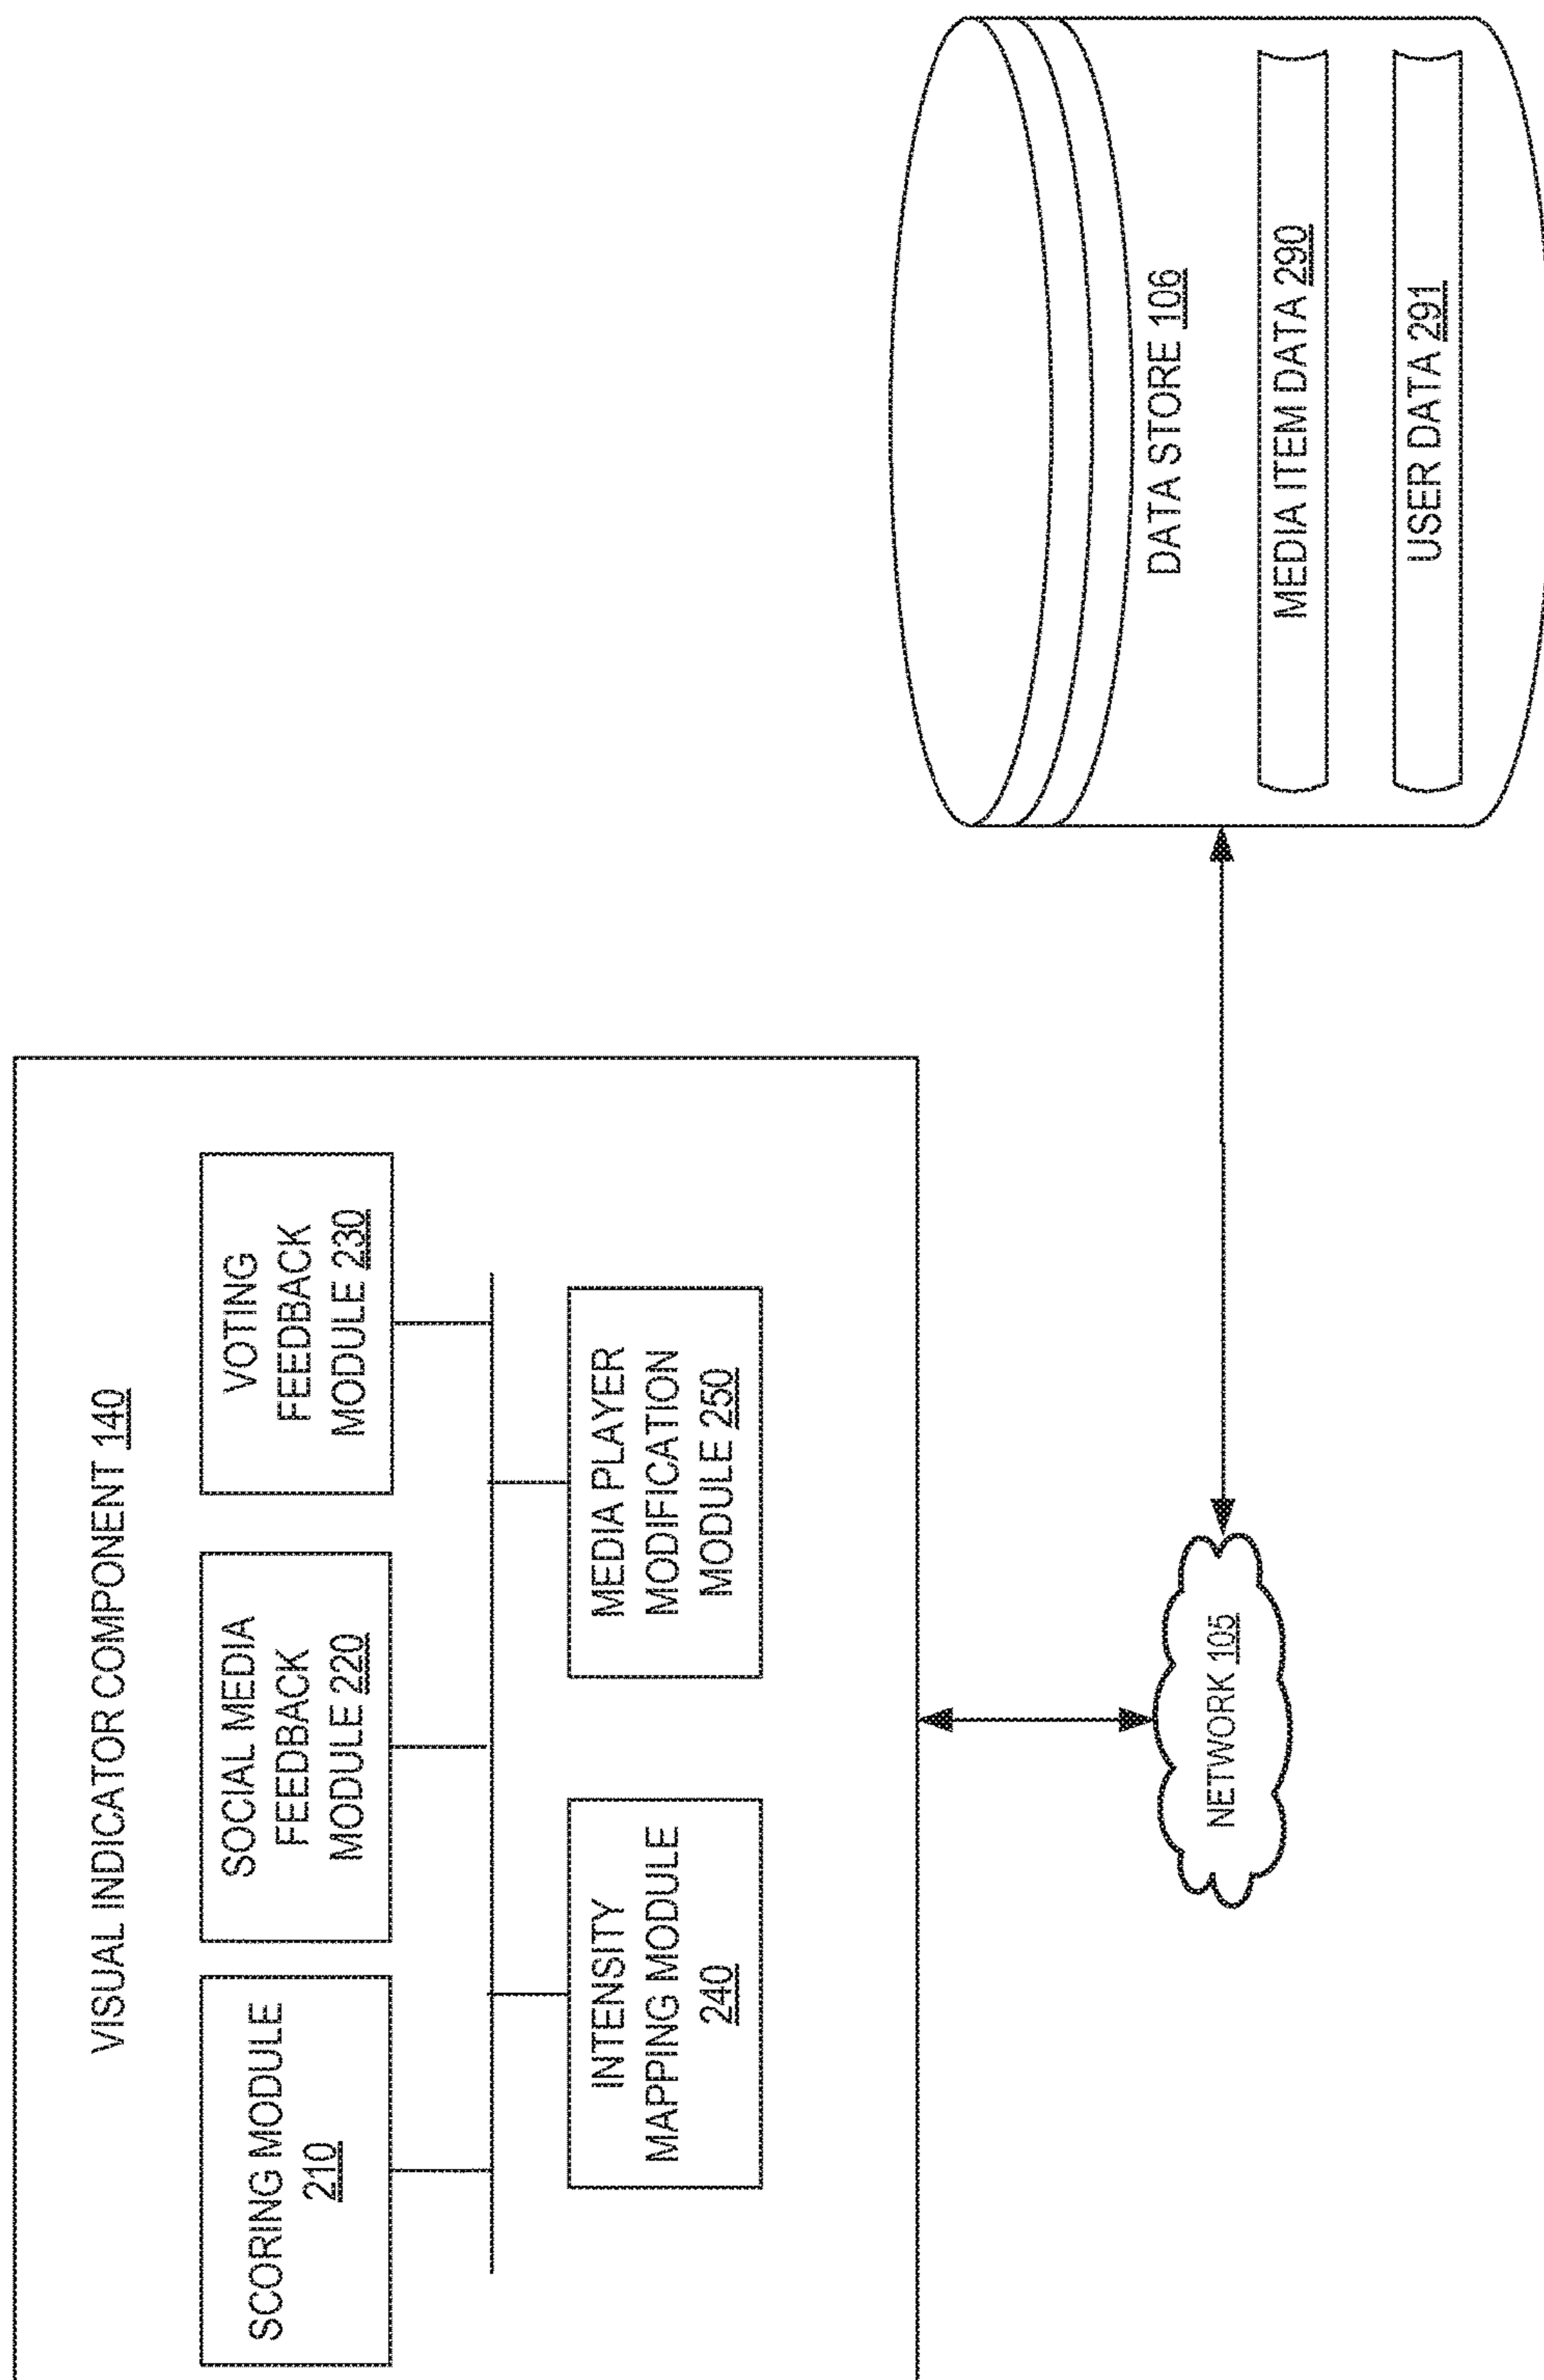 VISUAL INDICATOR COMPONENT 140
SCORING MODULE
210
SOCIAL MEDIA
FEEDBACK
MODULE 220
VOTING
FEEDBACK
MODULE 230
INTENSITY
MAPPING MODULE
240
MEDIA PLAYER
MODIFICATION
MODULE 250
NETWORK 105
DATA STORE 106
MEDIA ITEM DATA 290
USER DATA 291